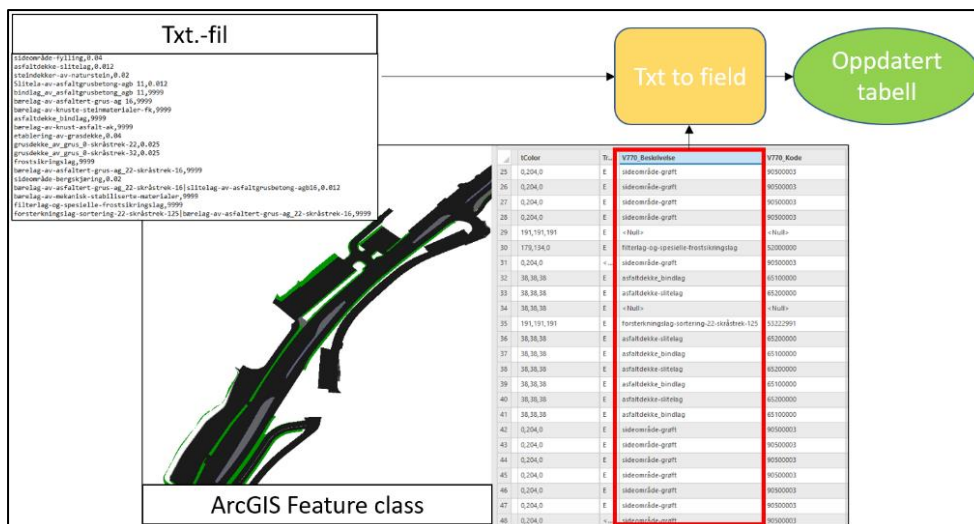 Txt.-fil
sideområde-fylling,0.04
asfaltdekke-slitelag,0.012
steindekker-av-naturstein,0.02
Slitela-av-asfaltgrusbetong-agb 11,0.012
bindlag_av_asfaltgrusbetong_agb 11,9999
bærelag-av-asfaltert-grus-ag 16,9999
bærelag-av-knuste-steinmaterialer-fk,9999
asfaltdekke_bindlag,9999
bærelag-av-knust-asfalt-ak,9999
etablering-av-grasdekke,0.04
grusdekke_av_grus_0-skråstrek-22,0.025
grusdekke_av_grus_0-skråstrek-32,0.025
frostsikringslag,9999
bærelag-av-asfaltert-grus-ag_22-skråstrek-16,9999
sideområde-bergskjæring,0.02
bærelag-av-asfaltert-grus-ag_22-skråstrek-16|slitelag-av-asfaltgrusbetong-agb16,0.012
bærelag-av-mekanisk-stabiliserte-materialer,9999
filterlag-og-spesielle-frostsikringslag,9999
forsterkningslag-sortering-22-skråstrek-125|bærelag-av-asfaltert-grus-ag_22-skråstrek-16,9999
Txt to field
Oppdatert
tabell
tColor Tr... V770_Beskilvelse V770_Kode
25 0,204,0 E sideområde-grøft 90500003
26 0,204,0 E sideområde-grøft 90500003
27 0,204,0 E sideområde-grøft 90500003
28 0,204,0 E sideområde-grøft 90500003
29 191,191,191 E <Null> <Null>
30 179,134,0 E filterlag-og-spesielle-frostsikringslag 52000000
31 0,204,0 <... sideområde-grøft 90500003
32 38,38,38 E asfaltdekke_bindlag 65100000
33 38,38,38 E asfaltdekke-slitelag 65200000
34 38,38,38 E <Null> <Null>
35 191,191,191 E forsterkningslag-sortering-22-skråstrek-125 53222991
36 38,38,38 E asfaltdekke-slitelag 65200000
37 38,38,38 E asfaltdekke_bindlag 65100000
38 38,38,38 E asfaltdekke-slitelag 65200000
39 38,38,38 E asfaltdekke_bindlag 65100000
40 38,38,38 E asfaltdekke-slitelag 65200000
41 38,38,38 E asfaltdekke_bindlag 65100000
42 0,204,0 E sideområde-grøft 90500003
43 0,204,0 E sideområde-grøft 90500003
44 0,204,0 E sideområde-grøft 90500003
45 0,204,0 E sideområde-grøft 90500003
46 0,204,0 E sideområde-grøft 90500003
47 0,204,0 E sideområde-grøft 90500003
48 0,204,0 <... sideområde-grøft 90500003
ArcGIS Feature class